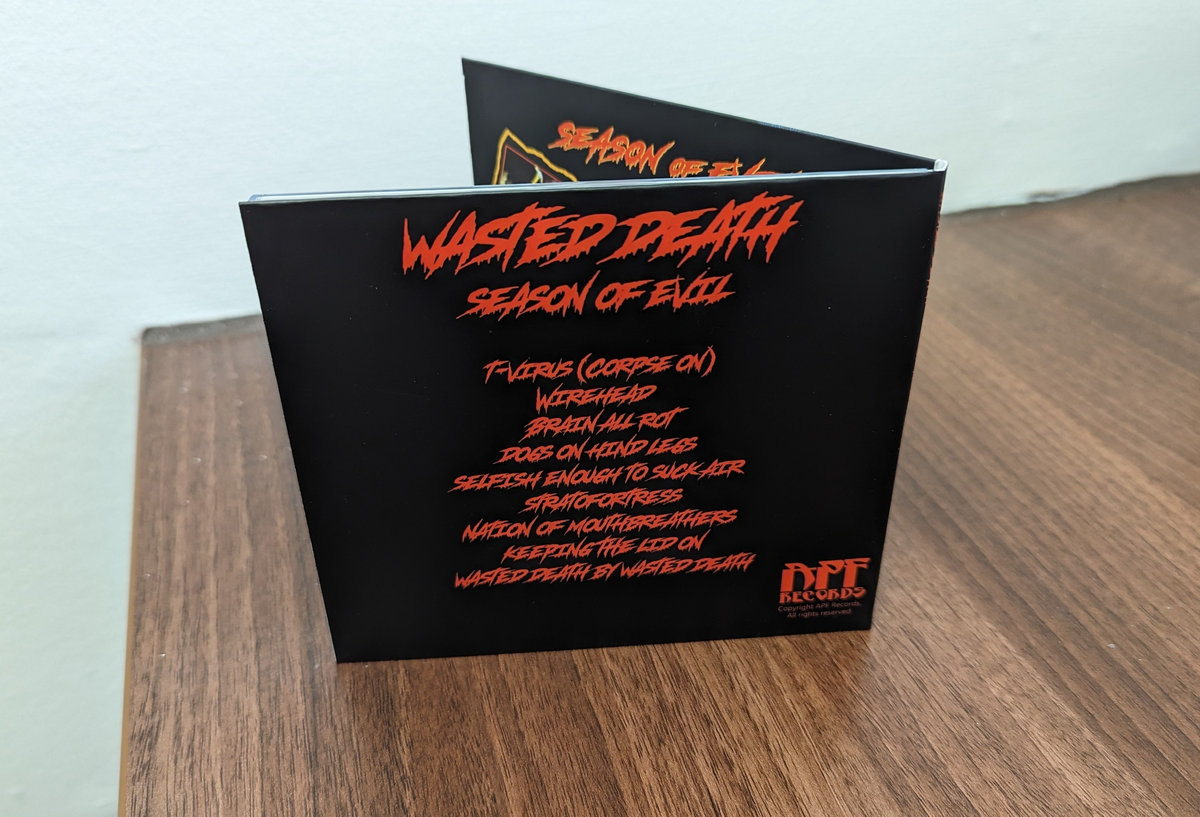 SEASON OF EVIL
WASTED DEATH
SEASON OF EVIL
T-VIRUS (CORPSE ON)
WIREHEAD
BRAIN ALL ROT
DOGS ON HIND LEGS
SELFISH ENOUGH TO SUCK AIR
STRATOFORTRESS
NATION OF MOUTHBREATHERS
KEEPING THE LID ON
WASTED DEATH BY WASTED DEATH
APF
RECORDS
Copyright APF Records.
All rights reserved.